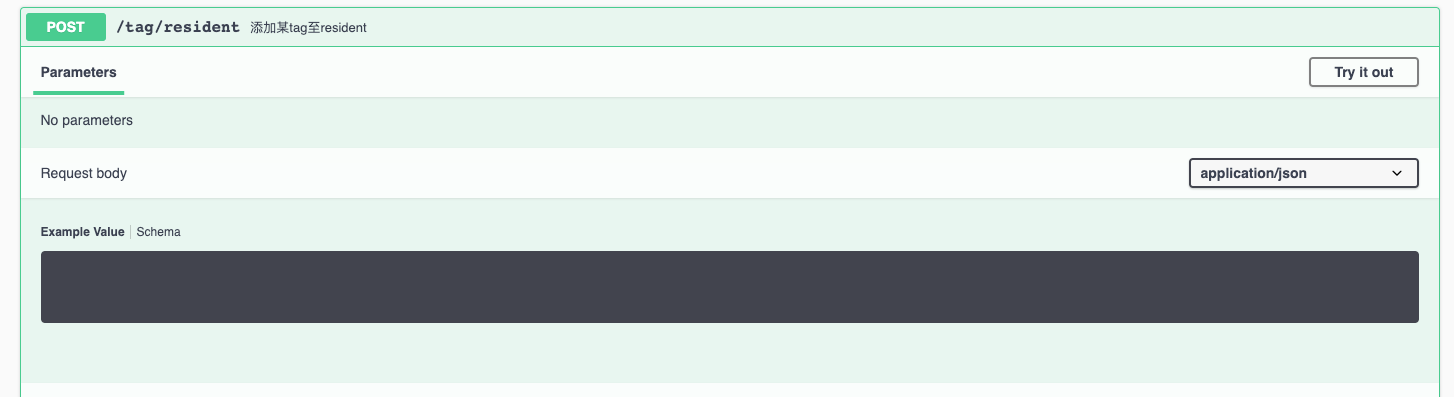 POST /tag/resident 添加某tag至resident
Parameters Try it out
No parameters
Request body application/json
Example Value Schema